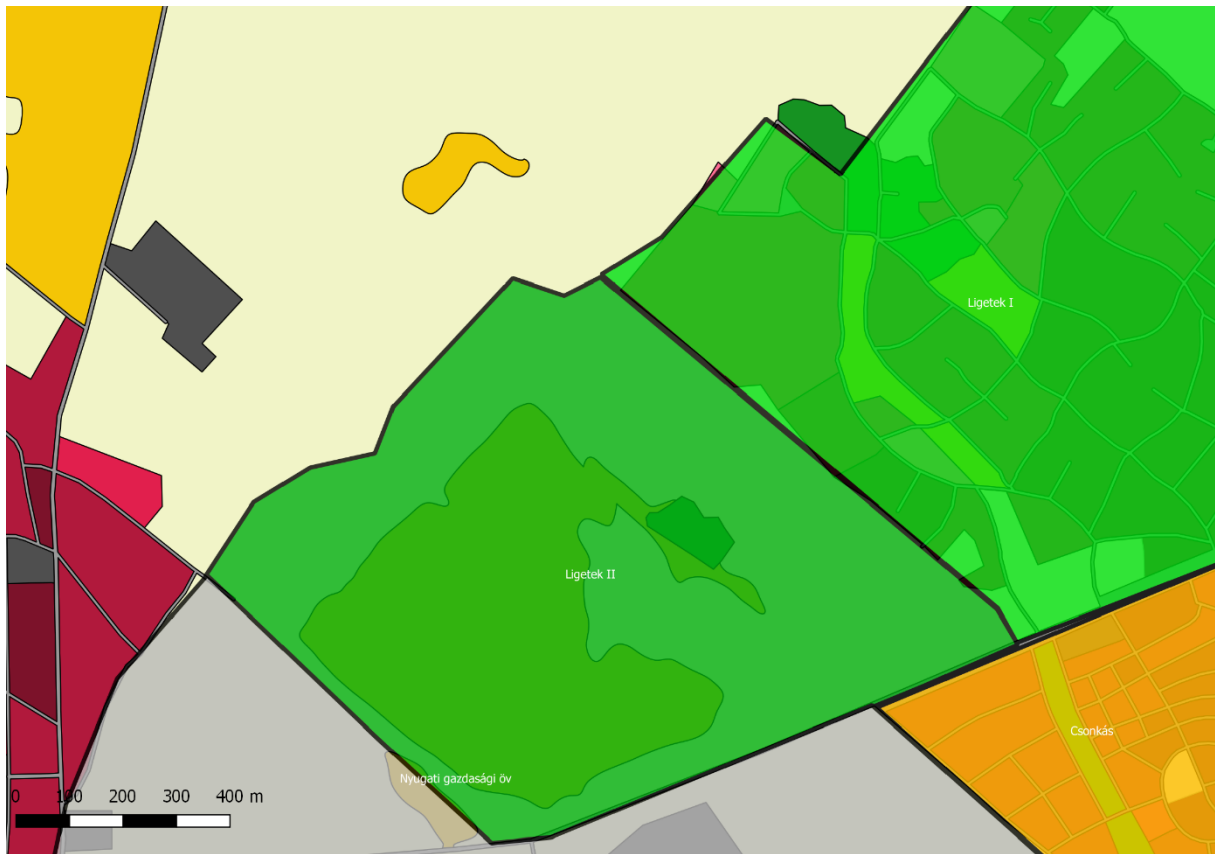 Ligetek I
Ligetek II
Csonkás
Nyugati gazdasági öv
0 100 200 300 400 m